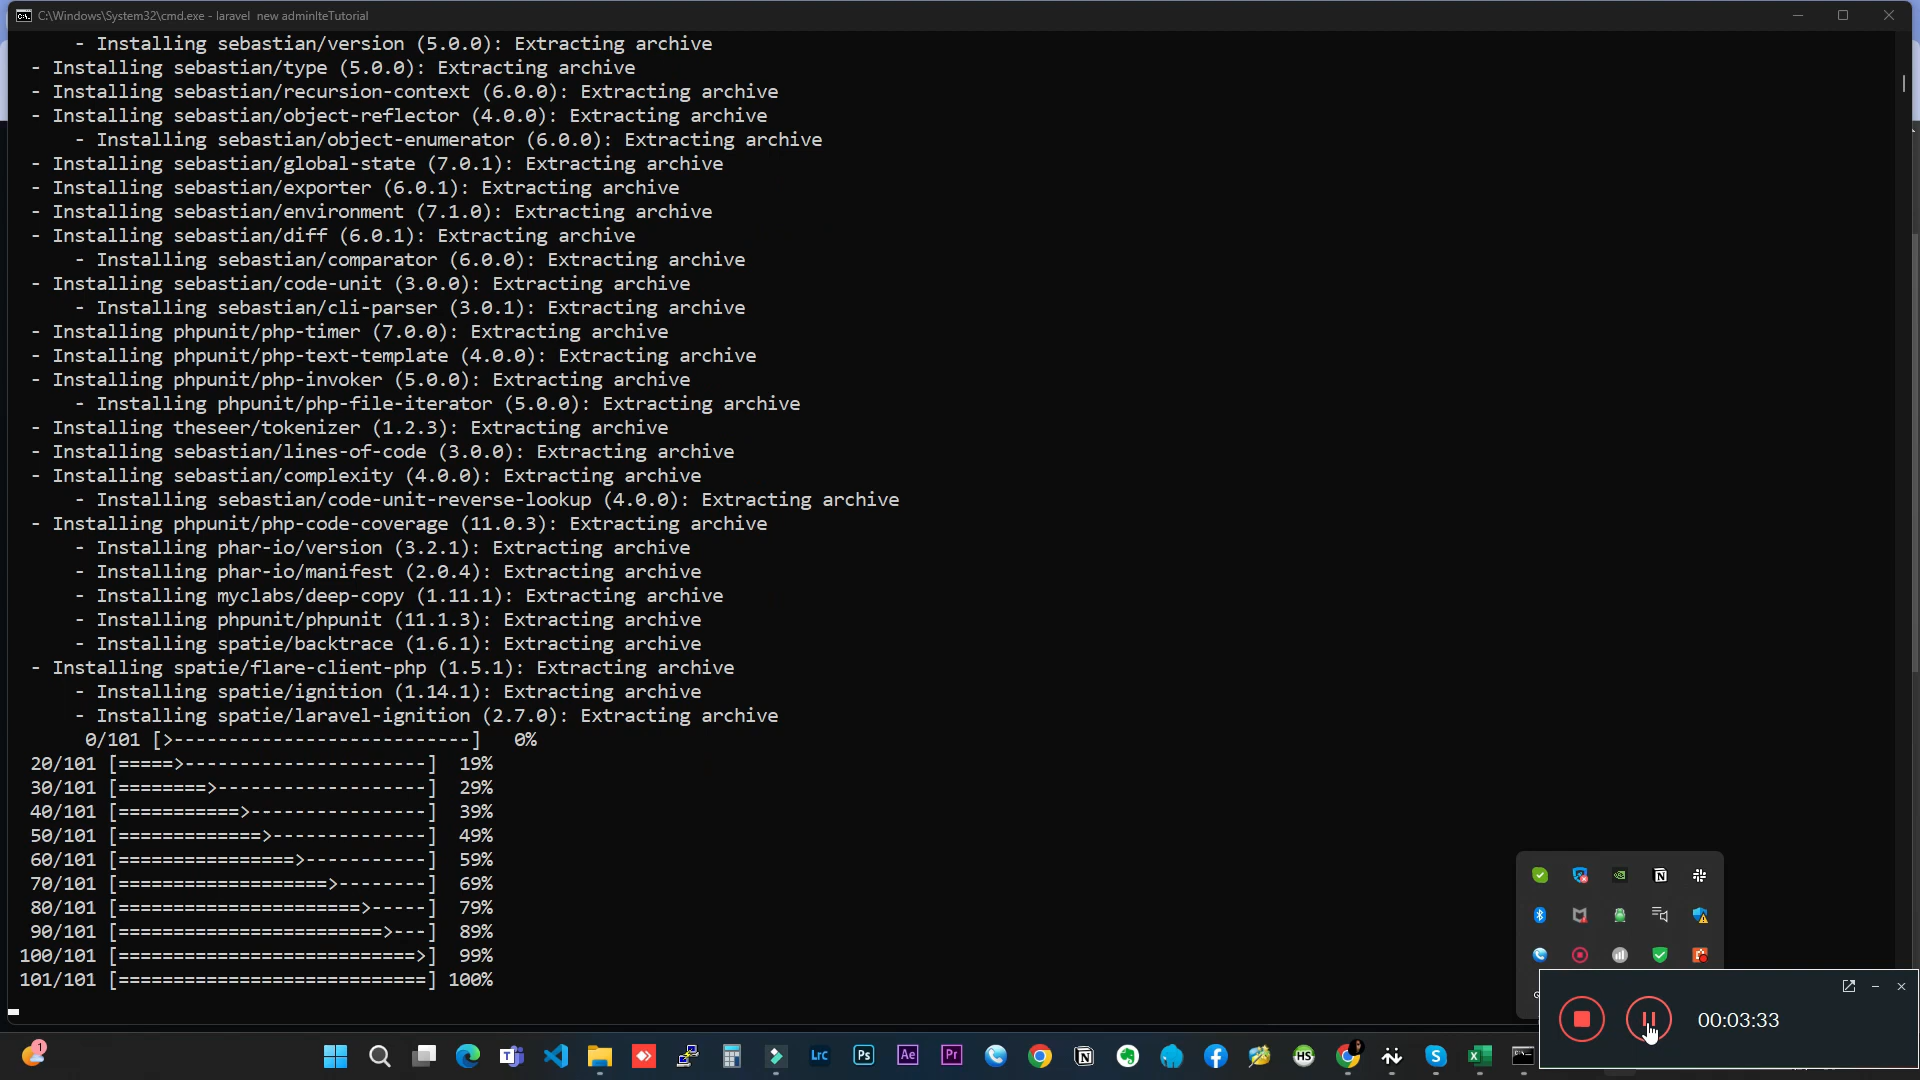 C:\Windows\System32\cmd.exe - laravel  new adminlteTutorial
- Installing sebastian/version (5.0.0): Extracting archive
- Installing sebastian/type (5.0.0): Extracting archive
- Installing sebastian/recursion-context (6.0.0): Extracting archive
- Installing sebastian/object-reflector (4.0.0): Extracting archive
- Installing sebastian/object-enumerator (6.0.0): Extracting archive
- Installing sebastian/global-state (7.0.1): Extracting archive
- Installing sebastian/exporter (6.0.1): Extracting archive
- Installing sebastian/environment (7.1.0): Extracting archive
- Installing sebastian/diff (6.0.1): Extracting archive
- Installing sebastian/comparator (6.0.0): Extracting archive
- Installing sebastian/code-unit (3.0.0): Extracting archive
- Installing sebastian/cli-parser (3.0.1): Extracting archive
- Installing phpunit/php-timer (7.0.0): Extracting archive
- Installing phpunit/php-text-template (4.0.0): Extracting archive
- Installing phpunit/php-invoker (5.0.0): Extracting archive
- Installing phpunit/php-file-iterator (5.0.0): Extracting archive
- Installing theseer/tokenizer (1.2.3): Extracting archive
- Installing sebastian/lines-of-code (3.0.0): Extracting archive
- Installing sebastian/complexity (4.0.0): Extracting archive
- Installing sebastian/code-unit-reverse-lookup (4.0.0): Extracting archive
- Installing phpunit/php-code-coverage (11.0.3): Extracting archive
- Installing phar-io/version (3.2.1): Extracting archive
- Installing phar-io/manifest (2.0.4): Extracting archive
- Installing myclabs/deep-copy (1.11.1): Extracting archive
- Installing phpunit/phpunit (11.1.3): Extracting archive
- Installing spatie/backtrace (1.6.1): Extracting archive
- Installing spatie/flare-client-php (1.5.1): Extracting archive
- Installing spatie/ignition (1.14.1): Extracting archive
- Installing spatie/laravel-ignition (2.7.0): Extracting archive
0/101 [>---------------------------]   0%
20/101 [=====>----------------------]  19%
30/101 [========>-------------------]  29%
40/101 [===========>----------------]  39%
50/101 [=============>--------------]  49%
60/101 [================>-----------]  59%
70/101 [===================>--------]  69%
80/101 [======================>-----]  79%
90/101 [========================>---]  89%
100/101 [===========================>]  99%
101/101 [============================] 100%
00:03:33
1
Lrc
Ps
Ae
Pr
HS